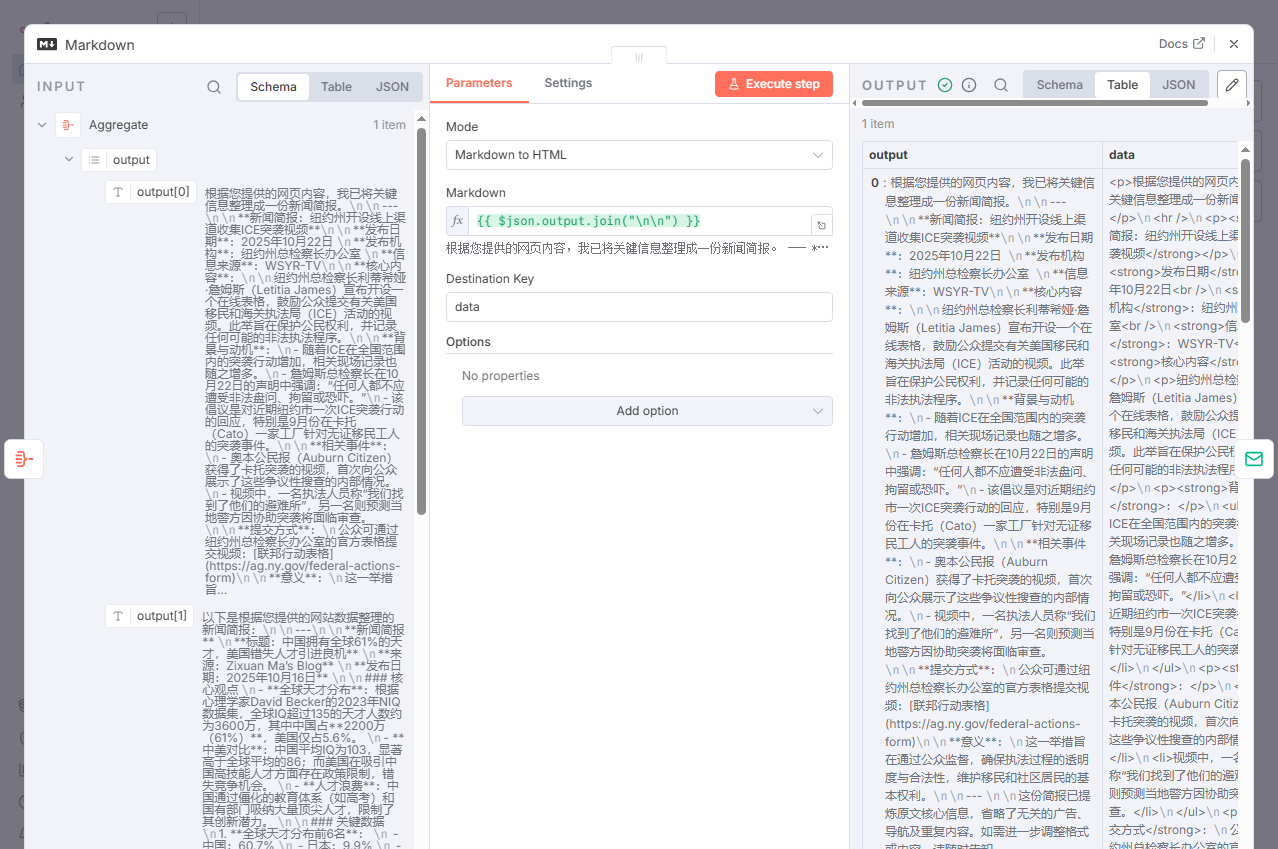 Markdown
Docs
INPUT
Schema
Table
JSON
Aggregate
1 item
output
T output[0]
根据您提供的网页内容，我已将关键
信息整理成一份新闻简报。\n\n---
\n\n**新闻简报：纽约州开设线上渠
道收集ICE突袭视频**\n\n**发布日
期**：2025年10月22日 \n**发布机
构**：纽约州总检察长办公室 \n**信
息来源**：WSYR-TV\n\n**核心内
容**：\n\n纽约州总检察长利蒂希娅
·詹姆斯（Letitia James）宣布开设一
个在线表格，鼓励公众提交有关美国
移民和海关执法局（ICE）活动的视
频。此举旨在保护公民权利，并记录
任何可能的非法执法程序。\n\n**背
景与动机**：\n- 随着ICE在全国范围
内的突袭行动增加，相关现场记录也
随之增多。\n- 詹姆斯总检察长在10
月22日的声明中强调：“任何人都不应
遭受非法盘问、拘留或恐吓。”\n- 该
倡议是对近期纽约市一次ICE突袭行动
的回应，特别是9月份在卡托
（Cato）一家工厂针对无证移民工人
的突袭事件。\n\n**相关事件**：
\n- 奥本公民报（Auburn Citizen）
获得了卡托突袭的视频，首次向公众
展示了这些争议性搜查的内部情况。
\n- 视频中，一名执法人员称“我们找
到了他们的避难所”，另一名则预测当
地警方因协助突袭将面临审查。
\n\n**提交方式**：\n公众可通过
纽约州总检察长办公室的官方表格提
交视频：[联邦行动表格]
(https://ag.ny.gov/federal-actions-
form)\n\n**意义**：\n这一举措
旨...
T output[1]
以下是根据您提供的网站数据整理的
新闻简报：\n\n---\n\n**新闻简报
** \n**标题：中国拥有全球61%的天
才，美国错失人才引进良机** \n**来
源：Zixuan Ma’s Blog** \n**发布日
期：2025年10月16日** \n\n### 核
心观点 \n- **全球天才分布**：根据
心理学家David Becker的2023年NIQ
数据集，全球IQ超过135的天才人数约
为3600万，其中中国占**2200万
（61%）**，美国仅占5.6%。 \n- **
中美对比**：中国平均IQ为103，显著
高于全球平均的86；而美国在吸引中
国高技能人才方面存在政策限制，错
失竞争机会。 \n- **人才浪费**：中
国通过僵化的教育体系（如高考）和
国有部门吸纳大量顶尖人才，限制了
其创新潜力。 \n\n### 关键数据
\n1. **全球天才分布前6名**： \n -
中国：60.7% \n - 日本：9.9% \n -
Parameters
Settings
Execute step
Mode
Markdown to HTML
Markdown
fx {{ $json.output.join("\n\n") }}
根据您提供的网页内容，我已将关键信息整理成一份新闻简报。 --- **…
Destination Key
data
Options
No properties
Add option
OUTPUT
Schema
Table
JSON
1 item
output
data
0 : 根据您提供的网页内容，我已将关键信
息整理成一份新闻简报。\n\n---
\n\n**新闻简报：纽约州开设线上渠
道收集ICE突袭视频**\n\n**发布日期
**：2025年10月22日 \n**发布机构
**：纽约州总检察长办公室 \n**信息
来源**：WSYR-TV\n\n**核心内容
**：\n\n纽约州总检察长利蒂希娅·詹
姆斯（Letitia James）宣布开设一个在
线表格，鼓励公众提交有关美国移民和
海关执法局（ICE）活动的视频。此举
旨在保护公民权利，并记录任何可能的
非法执法程序。\n\n**背景与动机
**：\n- 随着ICE在全国范围内的突袭
行动增加，相关现场记录也随之增多。
\n- 詹姆斯总检察长在10月22日的声明
中强调：“任何人都不应遭受非法盘问、
拘留或恐吓。”\n- 该倡议是对近期纽约
市一次ICE突袭行动的回应，特别是9月
份在卡托（Cato）一家工厂针对无证移
民工人的突袭事件。\n\n**相关事件
**：\n- 奥本公民报（Auburn
Citizen）获得了卡托突袭的视频，首次
向公众展示了这些争议性搜查的内部情
况。\n- 视频中，一名执法人员称“我们
找到了他们的避难所”，另一名则预测当
地警方因协助突袭将面临审查。
\n\n**提交方式**：\n公众可通过纽
约州总检察长办公室的官方表格提交视
频：[联邦行动表格]
(https://ag.ny.gov/federal-actions-
form)\n\n**意义**：\n这一举措旨
在通过公众监督，确保执法过程的透明
度与合法性，维护移民和社区居民的基
本权利。\n\n--- \n\n这份简报已提
炼原文核心信息，省略了无关的广告、
导航及重复内容。如需进一步调整格式
<p>根据您提供的网页内
</p>\n<hr />\n<p><s
简报：纽约州开设线上
袭视频</strong></p>
<strong>发布日期</st
年10月22日<br />\n<s
机构</strong>：纽约州
室<br />\n<strong>信
</strong>：WSYR-TV<
<strong>核心内容</str
</p>\n<p>纽约州总检
詹姆斯（Letitia James）
个在线表格，鼓励公众
移民和海关执法局（ICE
频。此举旨在保护公民
任何可能的非法执法程
</p>\n<p><strong>背
</strong>：</p>\n<ul
ICE在全国范围内的突袭
关现场记录也随之增多。
詹姆斯总检察长在10月2
强调：“任何人都不应遭
拘留或恐吓。”</li>\n<l
近期纽约市一次ICE突袭
特别是9月份在卡托（Ca
针对无证移民工人的突
</li>\n</ul>\n<p><st
件</strong>：</p>\n
本公民报（Auburn Citiz
卡托突袭的视频，首次
这些争议性搜查的内部
</li>\n<li>视频中，一
称“我们找到了他们的避
则预测当地警方因协助突
查。</li>\n</ul>\n<p
交方式</strong>：\n公